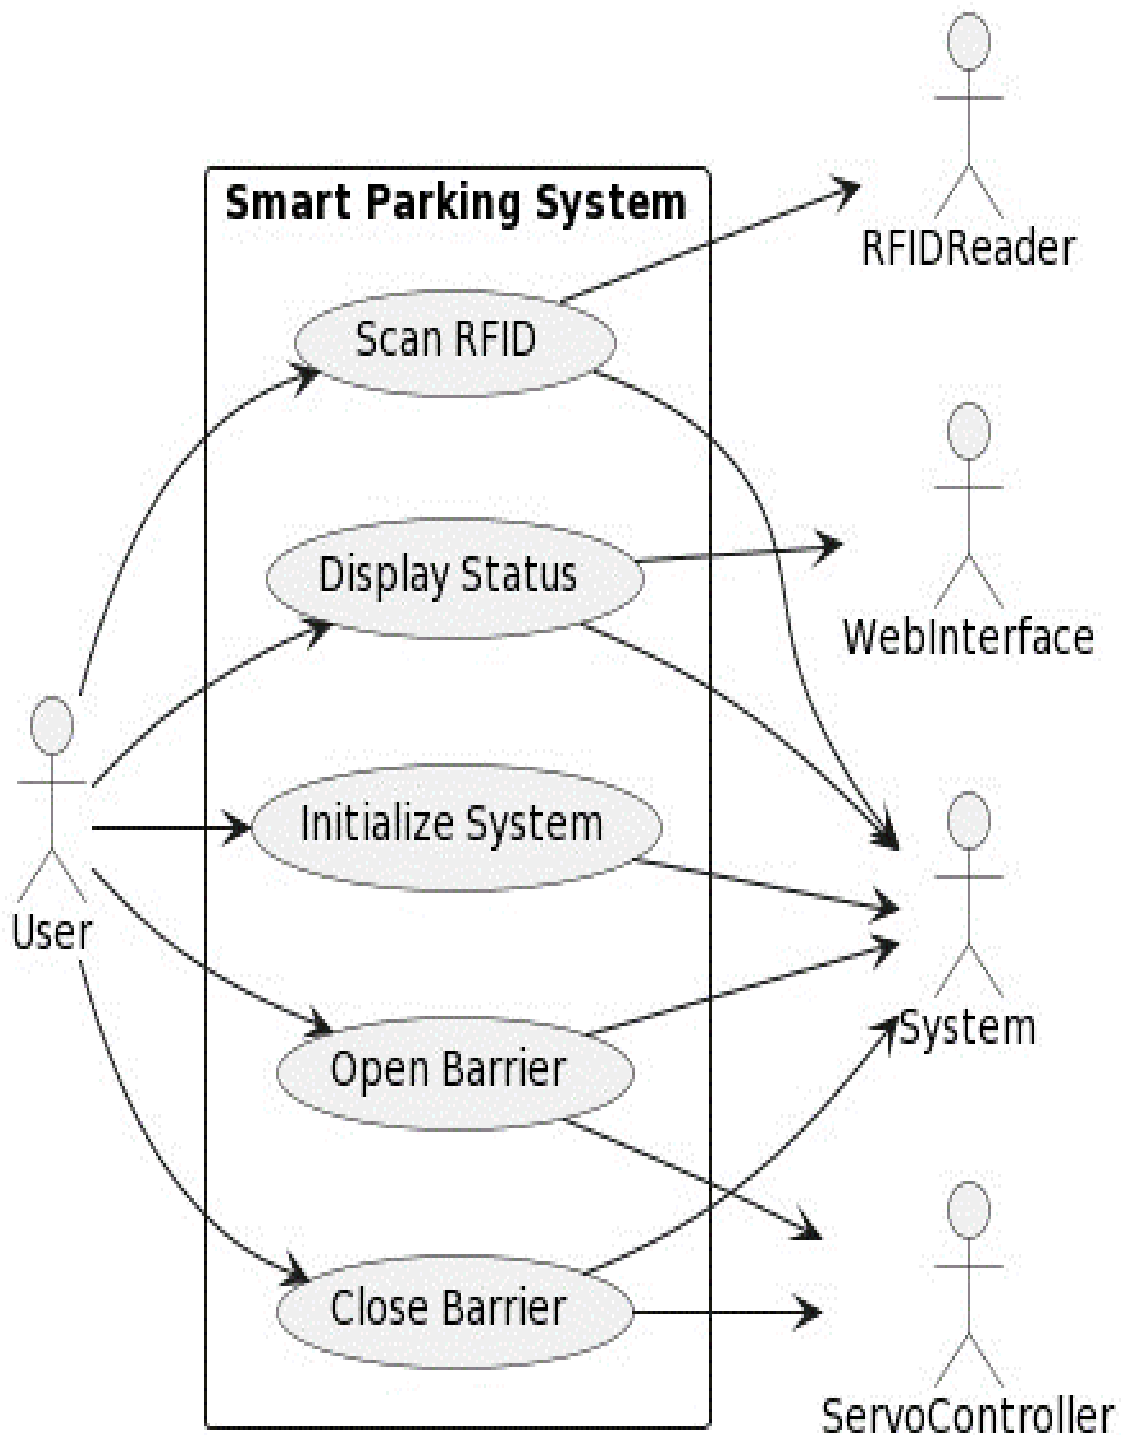 RFIDReader
Smart Parking System
Scan RFID
Display Status
WebInterface
Initialize System
User
System
Open Barrier
Close Barrier
ServoController